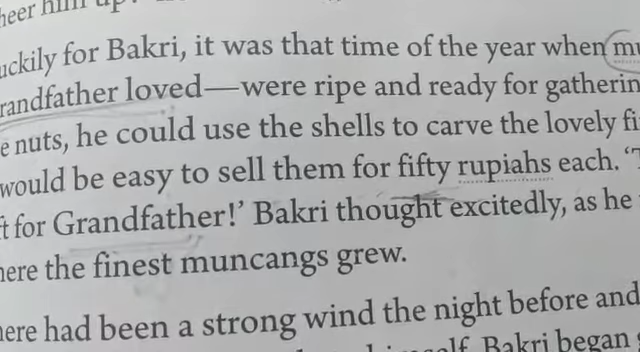 heer him up?
uckily for Bakri, it was that time of the year when mu
randfather loved—were ripe and ready for gatherin
e nuts, he could use the shells to carve the lovely fi
would be easy to sell them for fifty rupiahs each. ‘T
t for Grandfather!’ Bakri thought excitedly, as he
here the finest muncangs grew.
here had been a strong wind the night before and
Bakri began